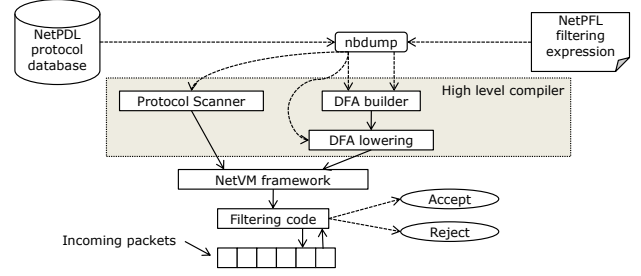 NetPDL
protocol
database
nbdump
NetPFL
filtering
expression
High level compiler
Protocol Scanner
DFA builder
DFA lowering
NetVM framework
Filtering code
Accept
Reject
Incoming packets